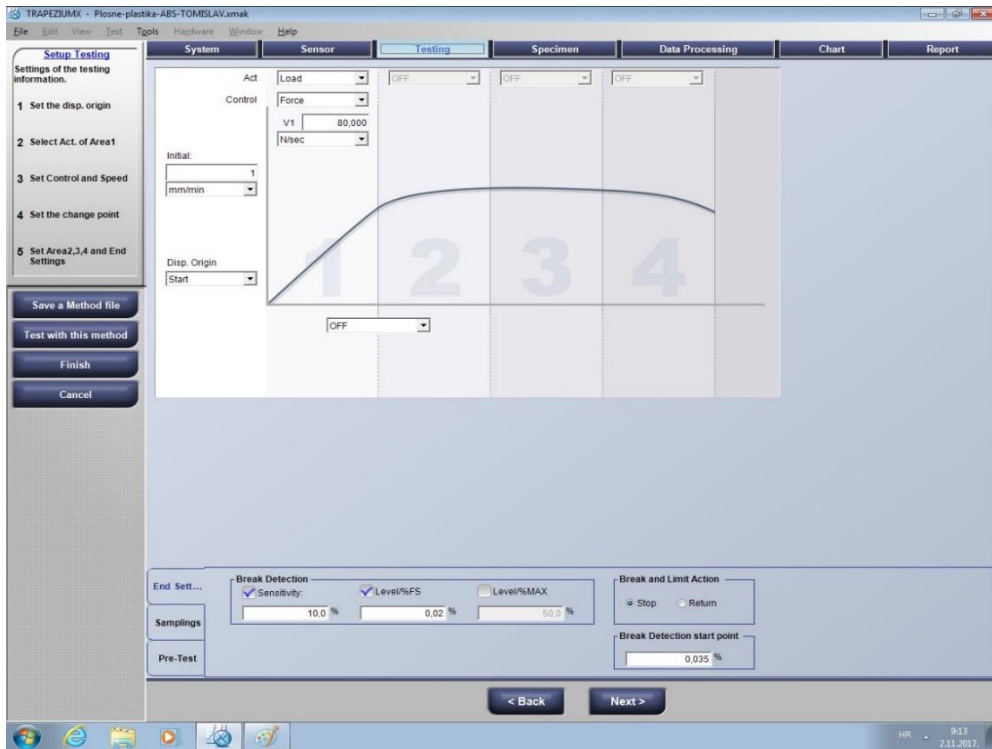 TRAPEZIUMX - Plosne-plastika-ABS-TOMISLAV.xmak
File Edit View Test Tools Hardware Window Help
Setup Testing
Settings of the testing
information.
1 Set the disp. origin
2 Select Act. of Area1
3 Set Control and Speed
4 Set the change point
5 Set Area2,3,4 and End
Settings
Save a Method file
Test with this method
Finish
Cancel
System Sensor Testing Specimen Data Processing Chart Report
Act Load OFF OFF OFF
Control Force
V1 80,000
N/sec
Initial:
1
mm/min
Disp. Origin
Start
1 2 3 4
OFF
End Sett...
Samplings
Pre-Test
Break Detection
Sensitivity: Level/%FS Level/%MAX
10,0 % 0,02 % 50,0 %
Break and Limit Action
Stop Return
Break Detection start point
0,035 %
< Back Next >
HR 9:13
2.11.2017.